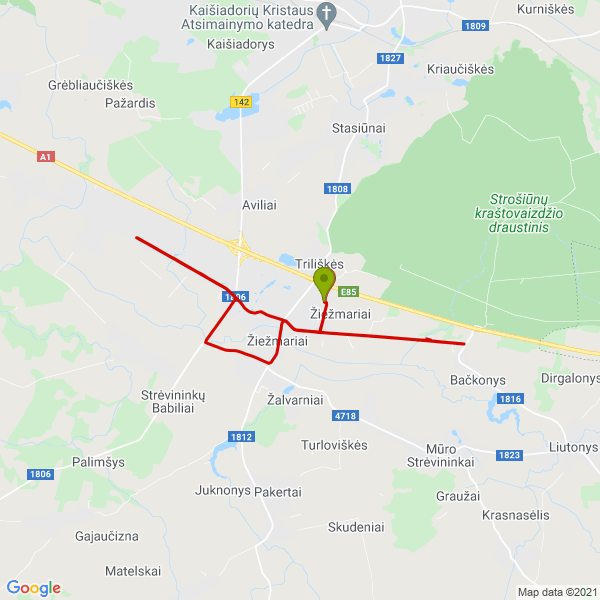 Kurniškės
Kaišiadorių Kristaus
Atsimainymo katedra
1809
Kaišiadorys
1827
Kriaučiškės
Grėbliaučiškės
Pažardis
142
Stasiūnai
A1
1808
Strošiūnų
kraštovaizdžio
draustinis
Aviliai
Triliškės
E85
1806
Žiežmariai
Žiežmariai
Bačkonys
Dirgalonys
Strėvininkų
Babiliai
Žalvarniai
1816
4718
1812
Turloviškės
Mūro
Strėvininkai
Liutonys
1823
Palimšys
1806
Juknonys
Pakertai
Graužai
Krasnasėlis
Skudeniai
Gajaučizna
Matelskai
Google
Map data ©2021